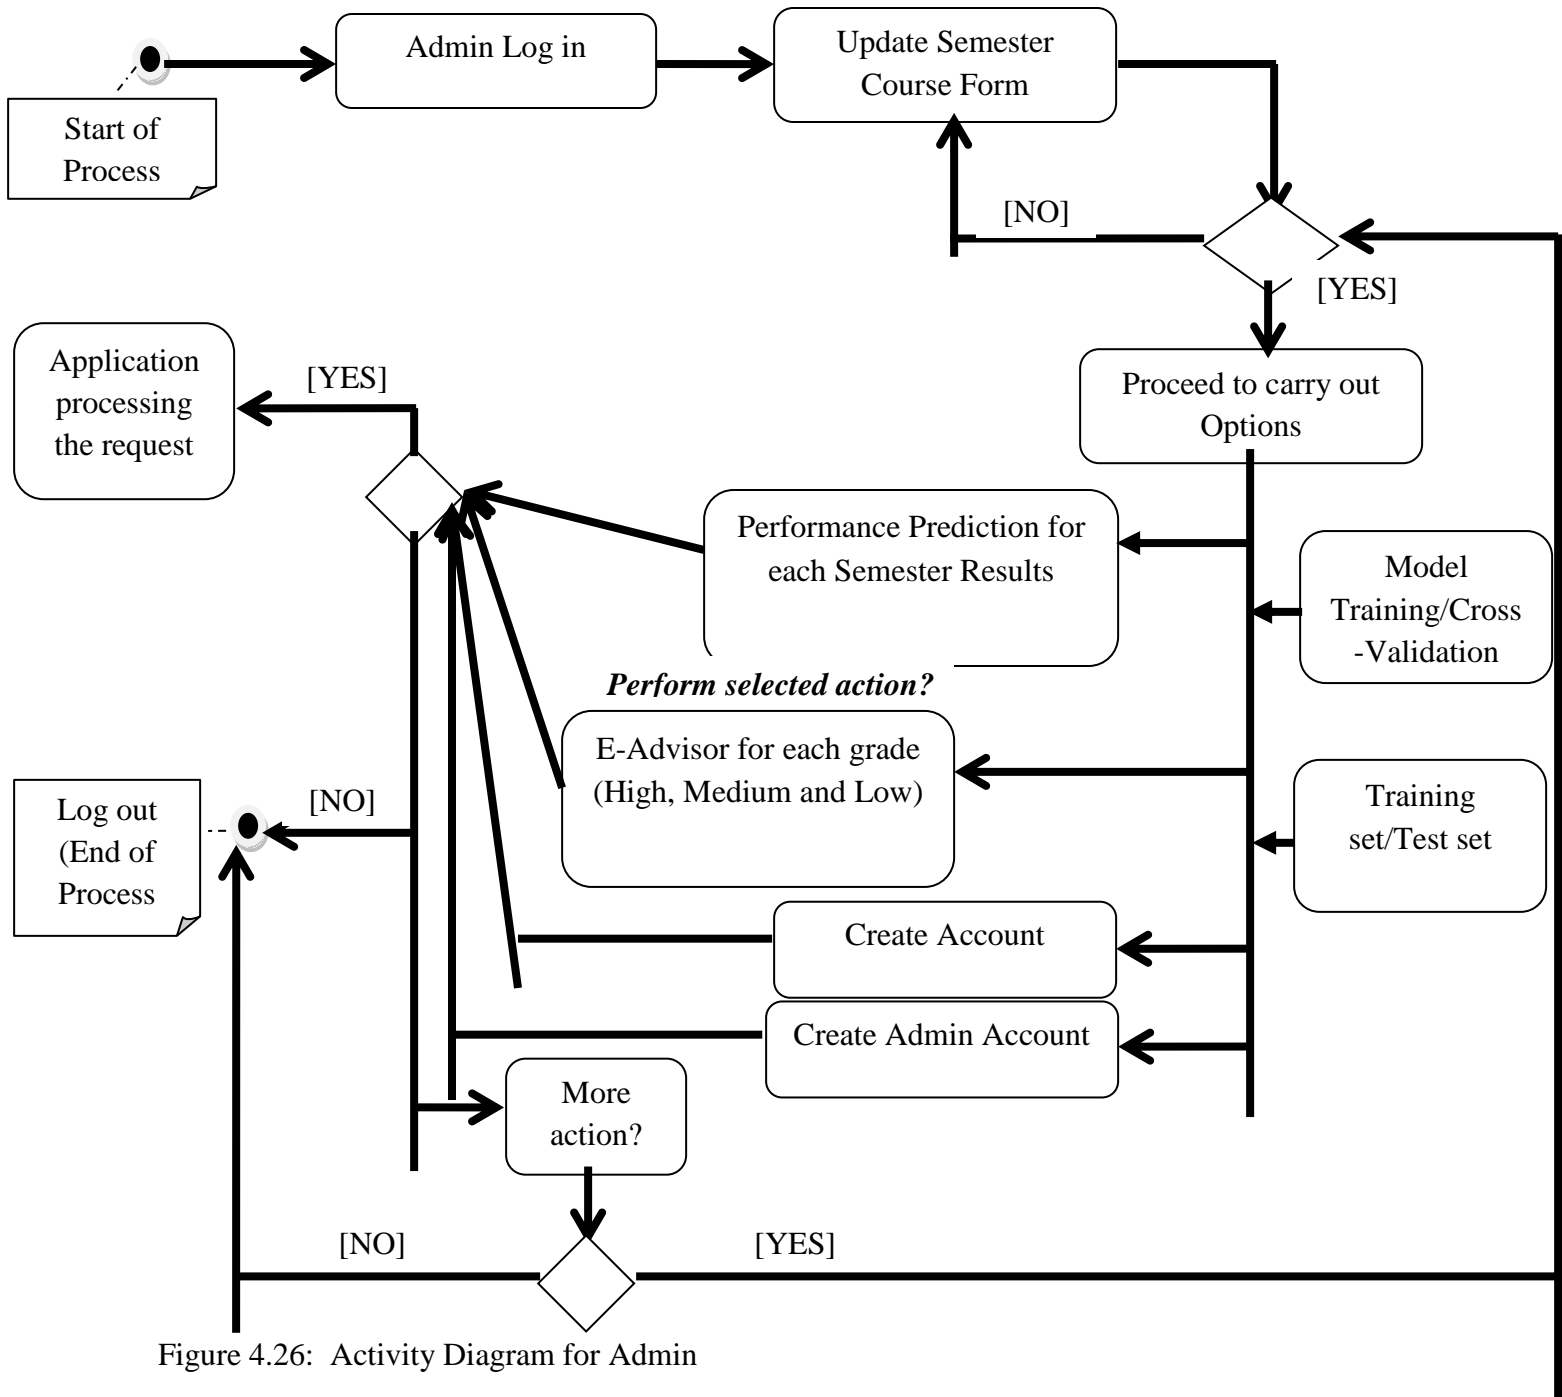 Admin Log in
Update Semester
Course Form
Start of
Process
[NO]
[YES]
Application
processing
the request
[YES]
Proceed to carry out
Options
Performance Prediction for
each Semester Results
Model
Training/Cross
-Validation
Perform selected action?
E-Advisor for each grade
(High, Medium and Low)
Log out
(End of
Process
[NO]
Training
set/Test set
Create Account
Create Admin Account
More
action?
[NO]
[YES]
Figure 4.26: Activity Diagram for Admin